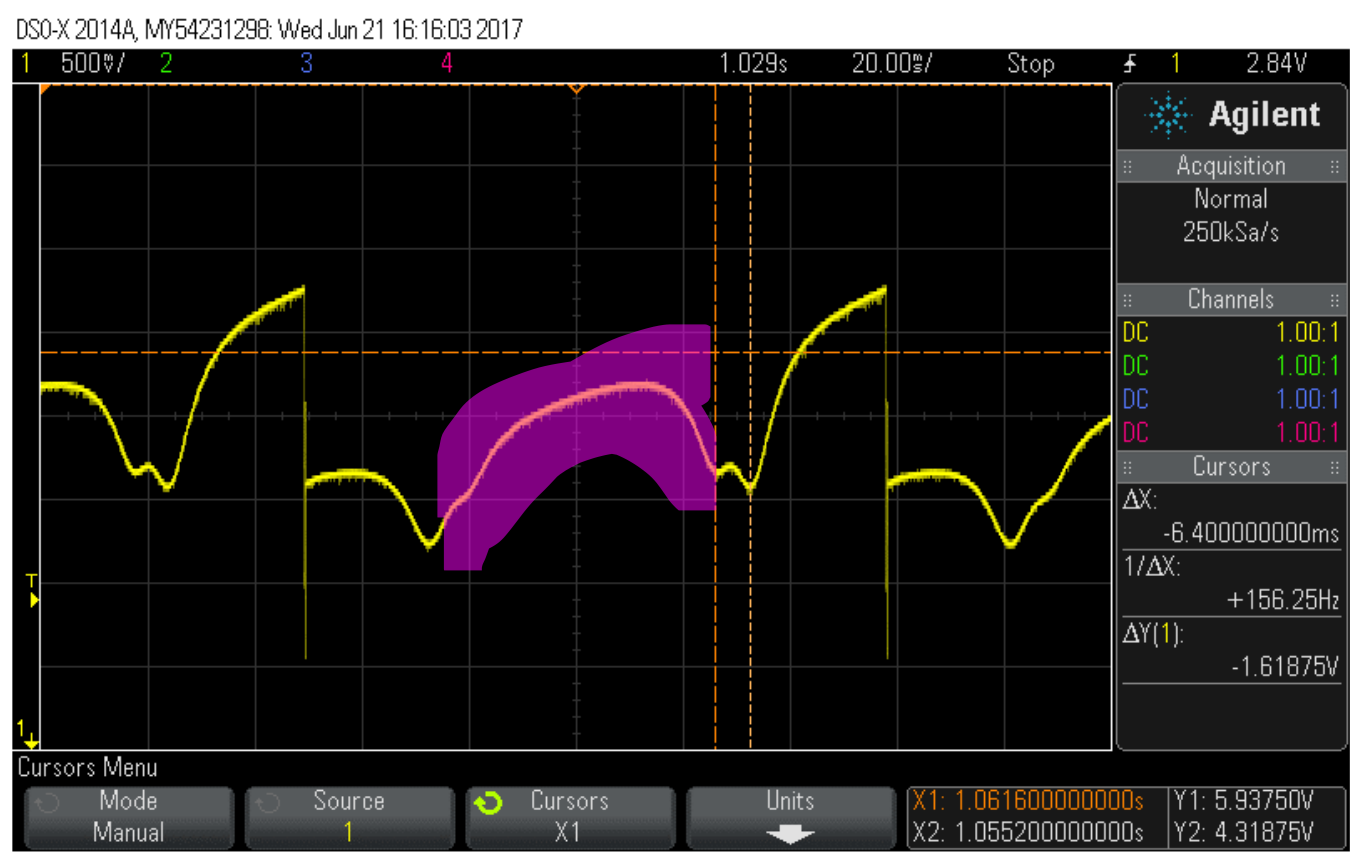 DSO-X 2014A, MY54231298: Wed Jun 21 16:16:03 2017
1 500mV/ 2 3 4 1.029s 20.00ms/ Stop 1 2.84V
Agilent
Acquisition
Normal
250kSa/s
Channels
DC 1.00:1
DC 1.00:1
DC 1.00:1
DC 1.00:1
Cursors
ΔX:
-6.400000000ms
1/ΔX:
+156.25Hz
ΔY(1):
-1.61875V
T
1
Cursors Menu
Mode
Manual
Source
1
Cursors
X1
Units
X1: 1.061600000000s
X2: 1.055200000000s
Y1: 5.93750V
Y2: 4.31875V